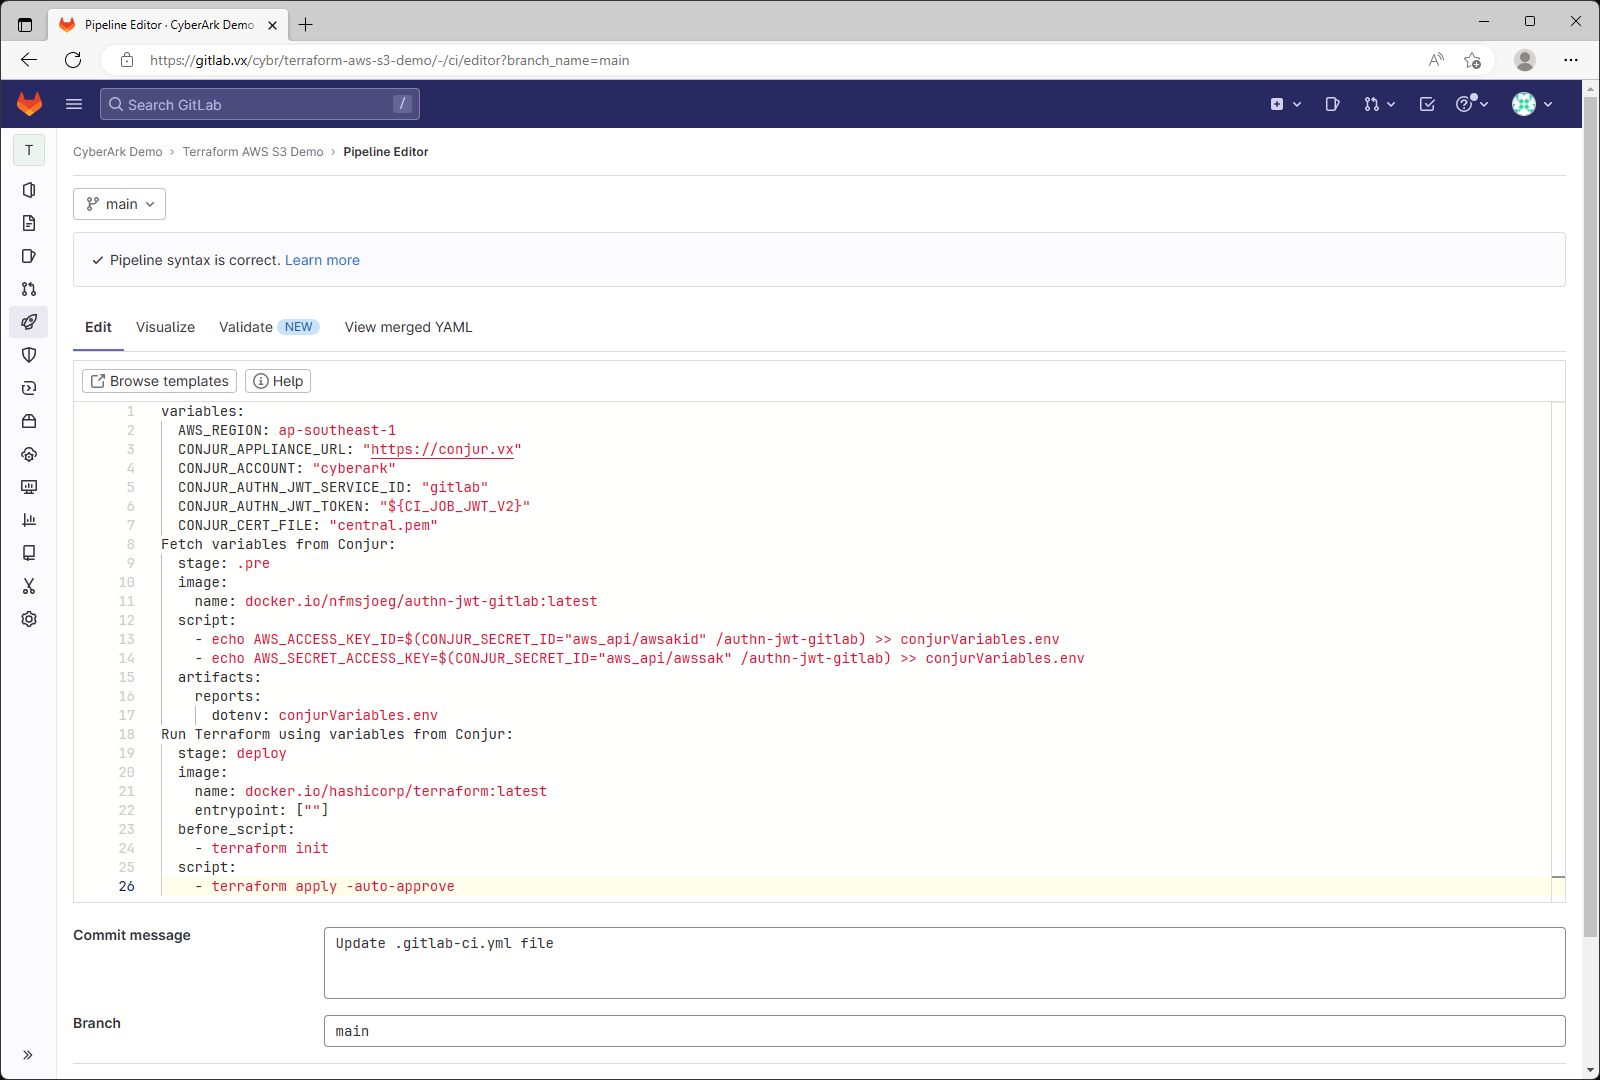 Pipeline Editor · CyberArk Demo
https://gitlab.vx/cybr/terraform-aws-s3-demo/-/ci/editor?branch_name=main
Search GitLab /
T
CyberArk Demo › Terraform AWS S3 Demo › Pipeline Editor
main
Pipeline syntax is correct. Learn more
Edit Visualize Validate NEW View merged YAML
Browse templates Help
1 variables:
2 AWS_REGION: ap-southeast-1
3 CONJUR_APPLIANCE_URL: "https://conjur.vx"
4 CONJUR_ACCOUNT: "cyberark"
5 CONJUR_AUTHN_JWT_SERVICE_ID: "gitlab"
6 CONJUR_AUTHN_JWT_TOKEN: "${CI_JOB_JWT_V2}"
7 CONJUR_CERT_FILE: "central.pem"
8 Fetch variables from Conjur:
9 stage: .pre
10 image:
11 name: docker.io/nfmsjoeg/authn-jwt-gitlab:latest
12 script:
13 - echo AWS_ACCESS_KEY_ID=$(CONJUR_SECRET_ID="aws_api/awsakid" /authn-jwt-gitlab) >> conjurVariables.env
14 - echo AWS_SECRET_ACCESS_KEY=$(CONJUR_SECRET_ID="aws_api/awssak" /authn-jwt-gitlab) >> conjurVariables.env
15 artifacts:
16 reports:
17 dotenv: conjurVariables.env
18 Run Terraform using variables from Conjur:
19 stage: deploy
20 image:
21 name: docker.io/hashicorp/terraform:latest
22 entrypoint: [""]
23 before_script:
24 - terraform init
25 script:
26 - terraform apply -auto-approve
Commit message
Update .gitlab-ci.yml file
Branch
main